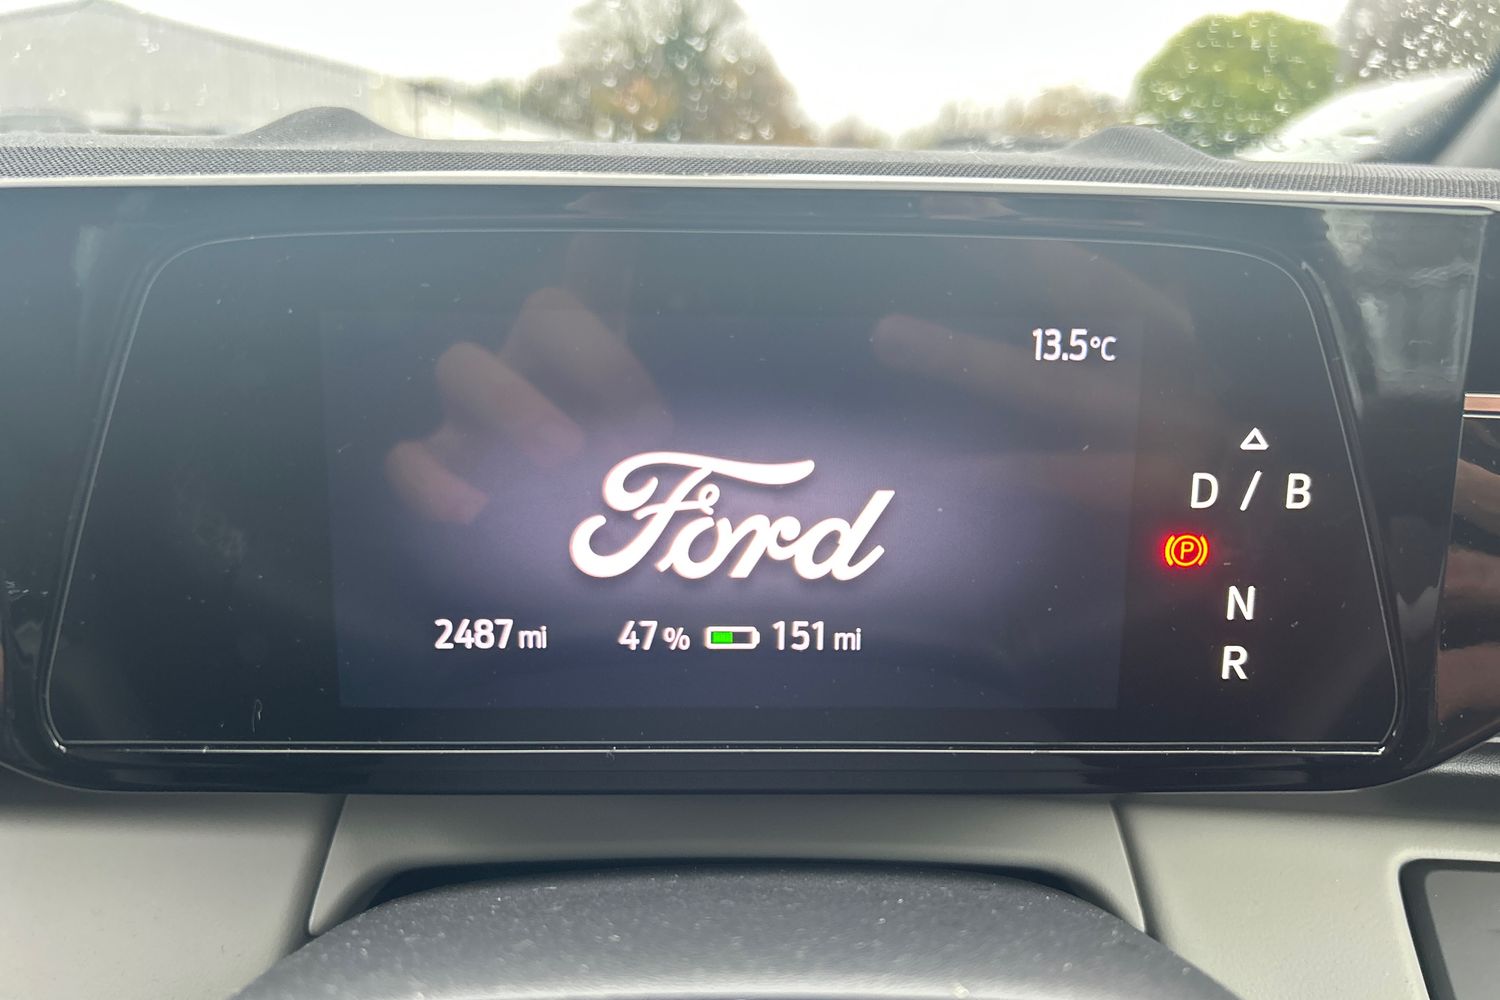 13.5°C
D / B
Ford
P
N
2487 mi 47 % 151 mi
R